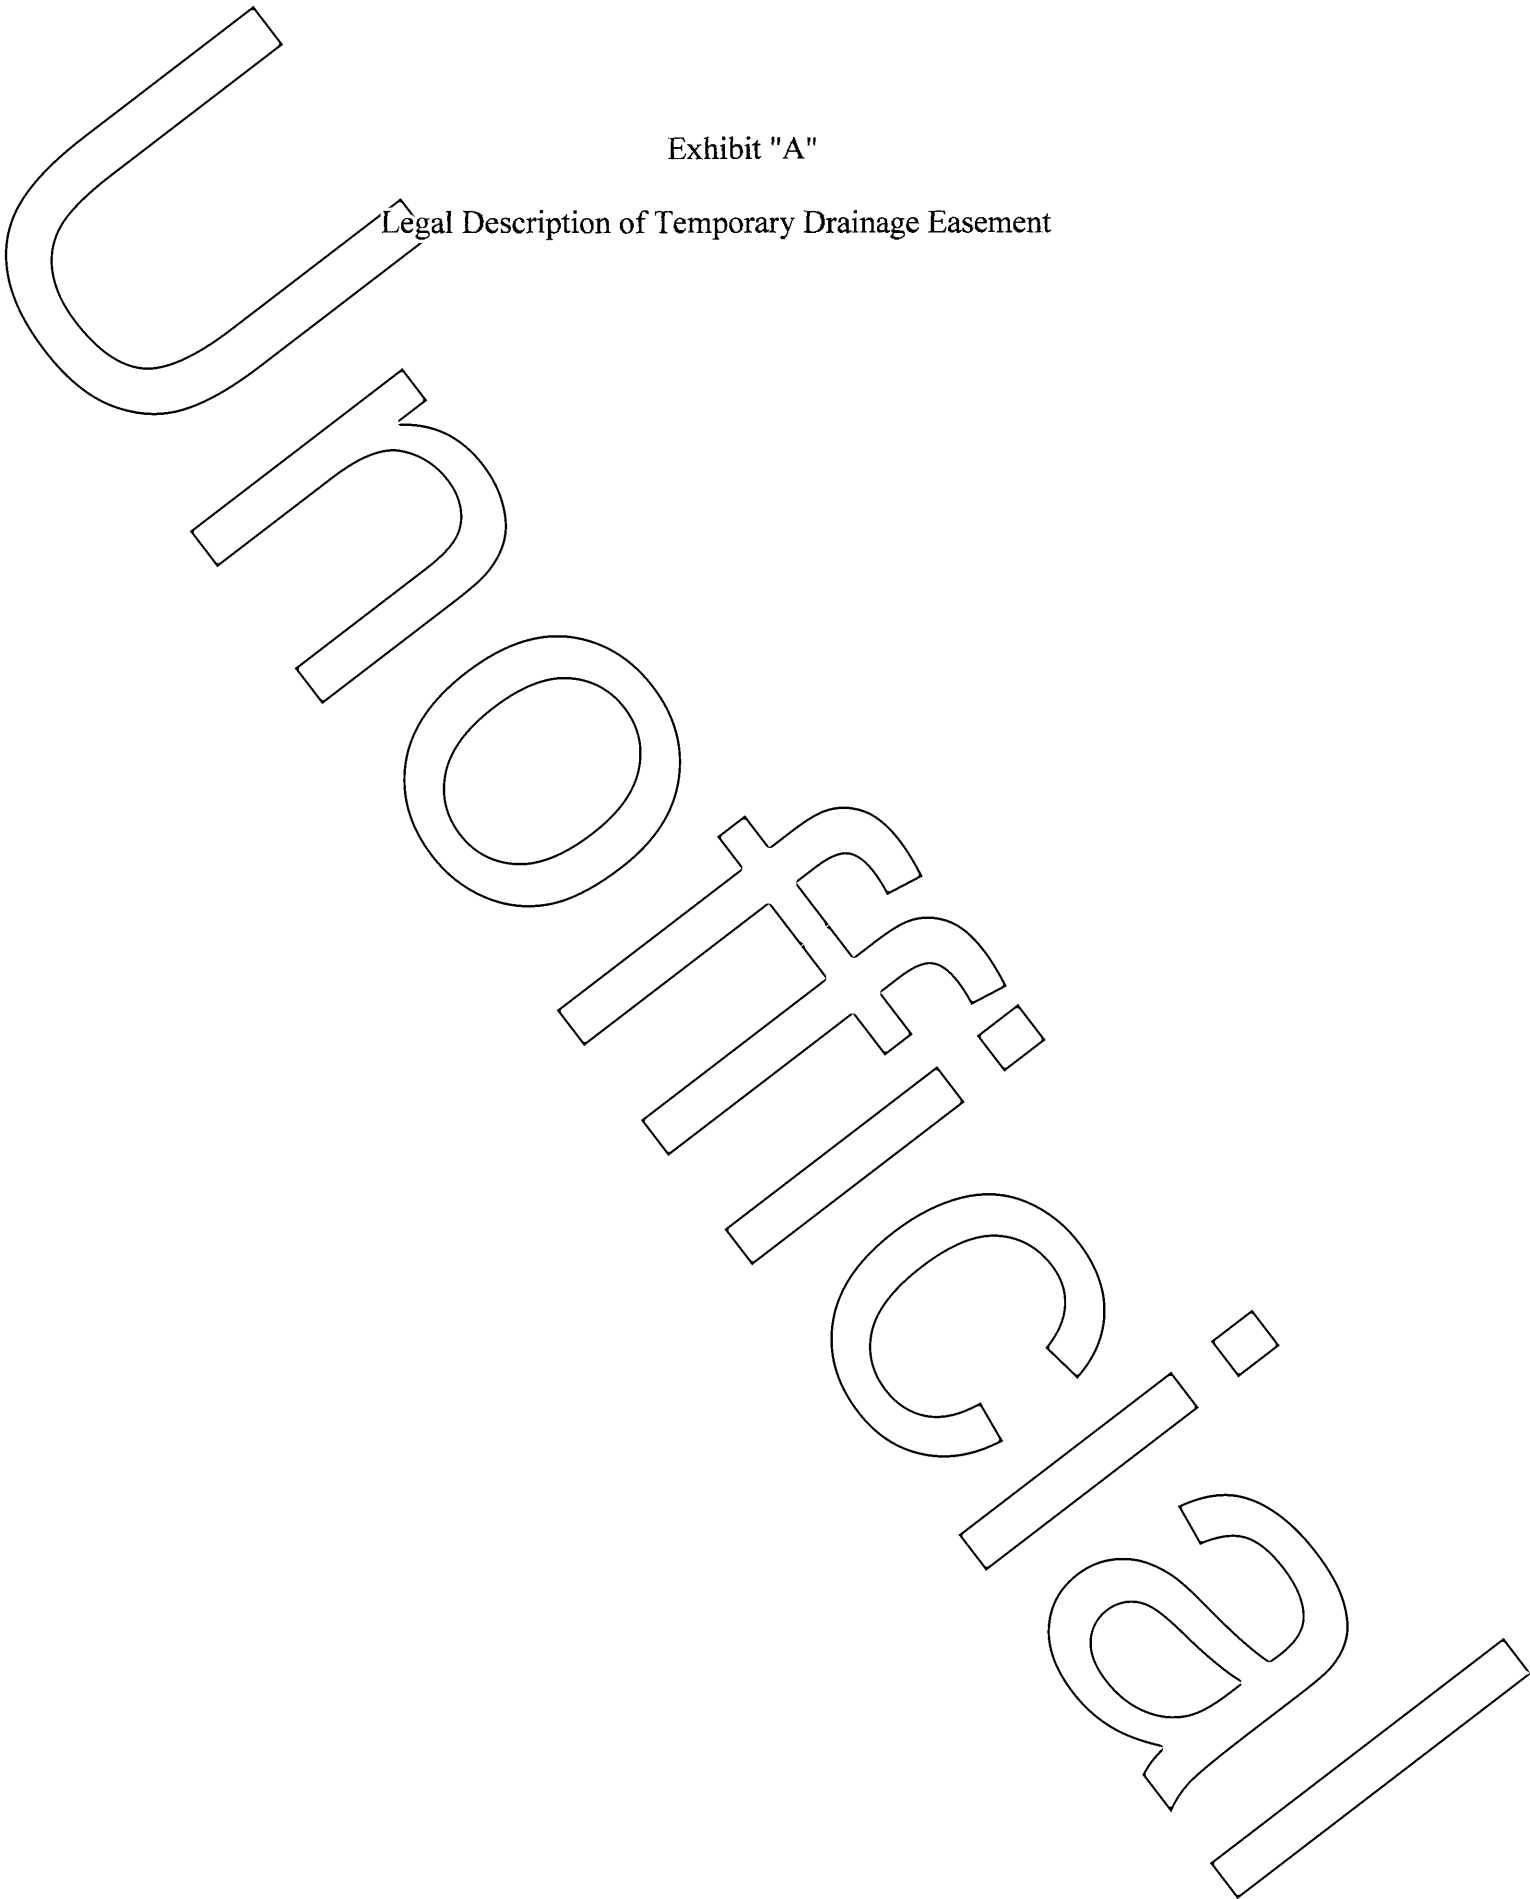 Exhibit "A"
Legal Description of Temporary Drainage Easement
Unofficial